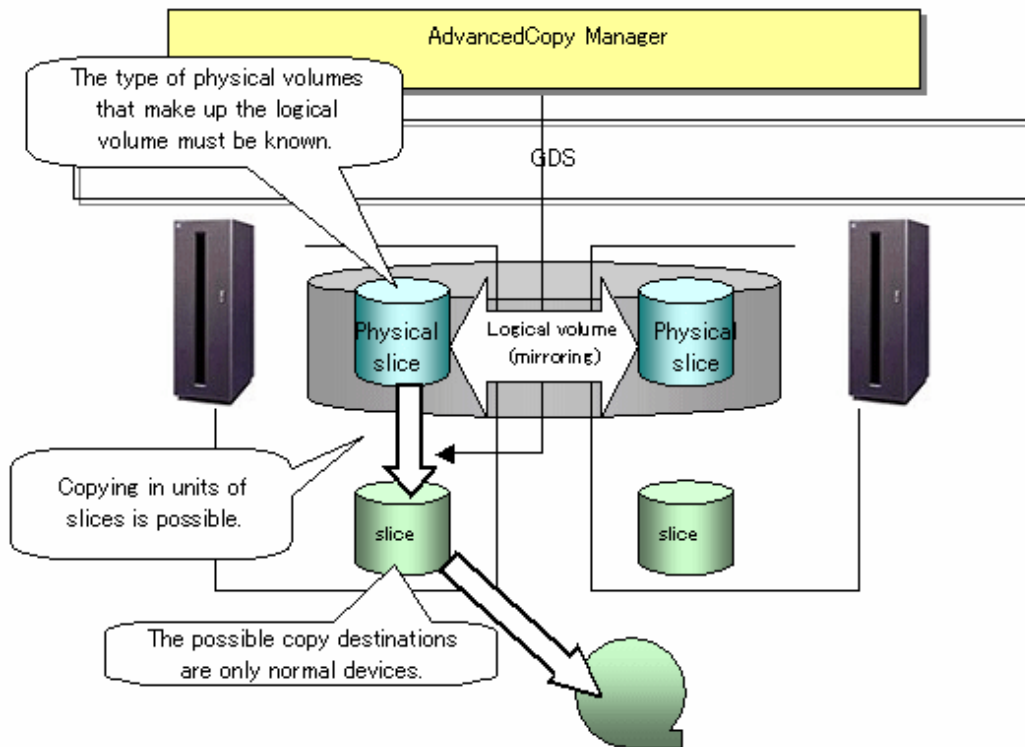 AdvancedCopy Manager
The type of physical volumes
that make up the logical
volume must be known.
GDS
Physical
slice
Logical volume
(mirroring)
Physical
slice
Copying in units of
slices is possible.
slice
slice
The possible copy destinations
are only normal devices.